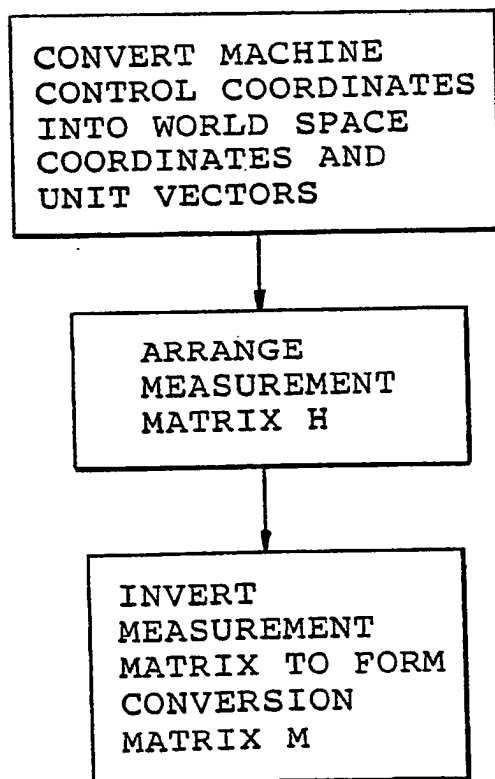 CONVERT MACHINE
CONTROL COORDINATES
INTO WORLD SPACE
COORDINATES AND
UNIT VECTORS
ARRANGE
MEASUREMENT
MATRIX H
INVERT
MEASUREMENT
MATRIX TO FORM
CONVERSION
MATRIX M